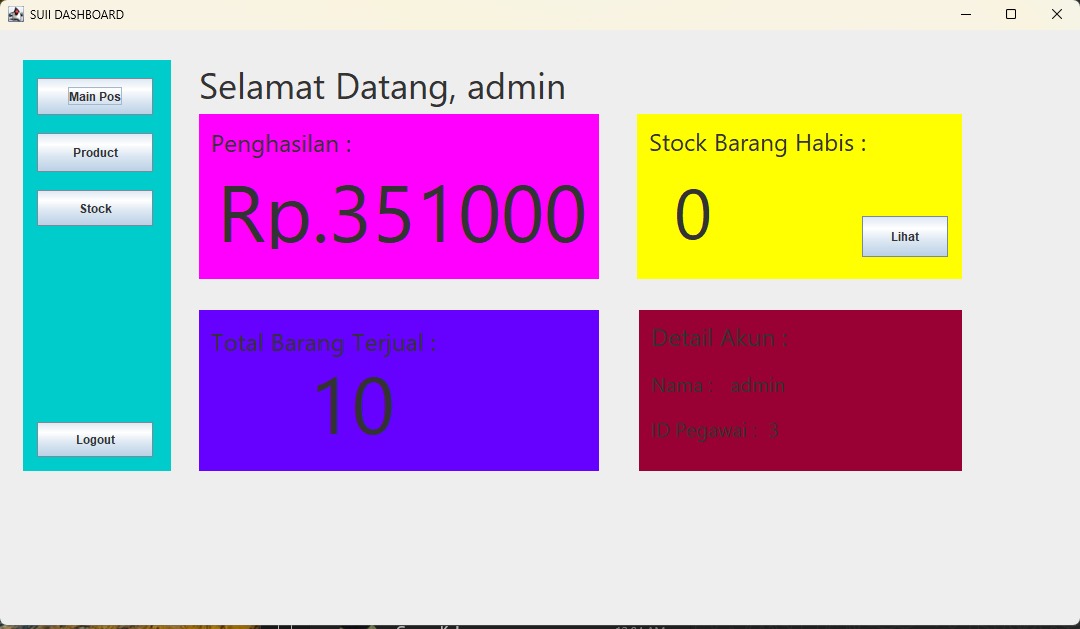 SUII DASHBOARD
Selamat Datang, admin
Main Pos
Product
Stock
Logout
Penghasilan :
Rp.351000
Stock Barang Habis :
0
Lihat
Total Barang Terjual :
10
Detail Akun :
Nama : admin
ID Pegawai : 3